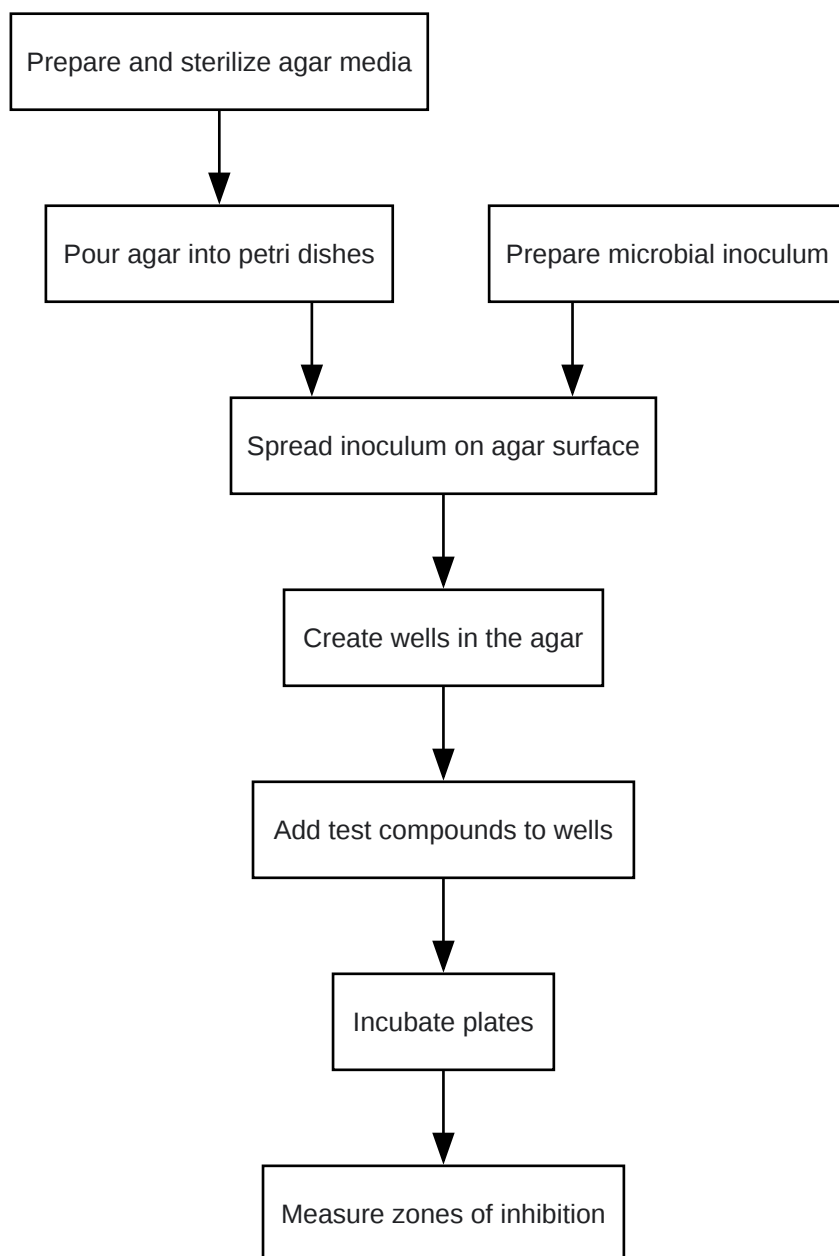 Prepare and sterilize agar media
Pour agar into petri dishes
Prepare microbial inoculum
Spread inoculum on agar surface
Create wells in the agar
Add test compounds to wells
Incubate plates
Measure zones of inhibition